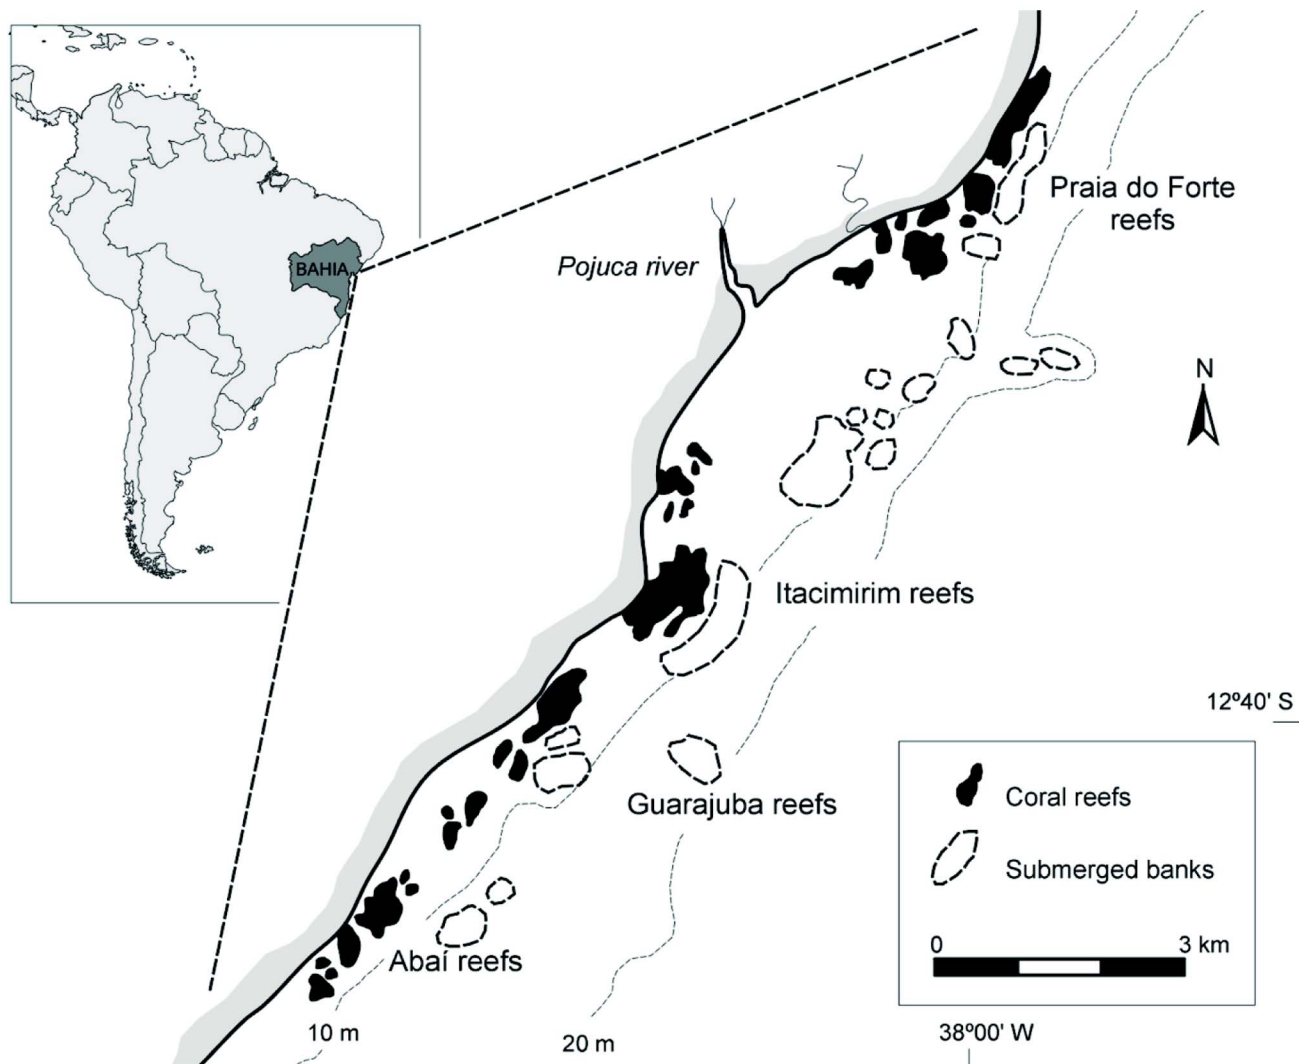 BAHIA
Pojuca river
Praia do Forte
reefs
N
Itacimirim reefs
12º40' S
Guarajuba reefs
Coral reefs
Submerged banks
0 3 km
Abaí reefs
10 m
20 m
38º00' W